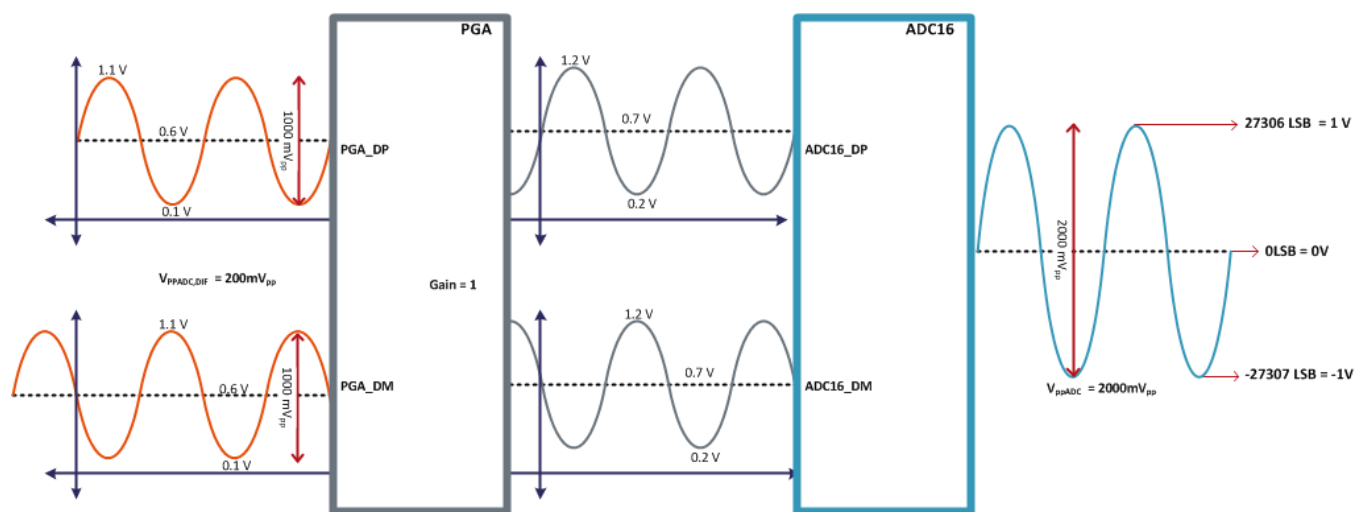 PGA
ADC16
1.1 V
0.6 V
0.1 V
1000 mVpp
PGA_DP
1.2 V
0.7 V
0.2 V
ADC16_DP
27306 LSB = 1 V
2000 mVpp
0LSB = 0V
-27307 LSB = -1V
VppADC = 2000mVpp
VPPADC,DIF = 200mVpp
Gain = 1
1.1 V
0.6 V
0.1 V
1000 mVpp
PGA_DM
1.2 V
0.7 V
0.2 V
ADC16_DM